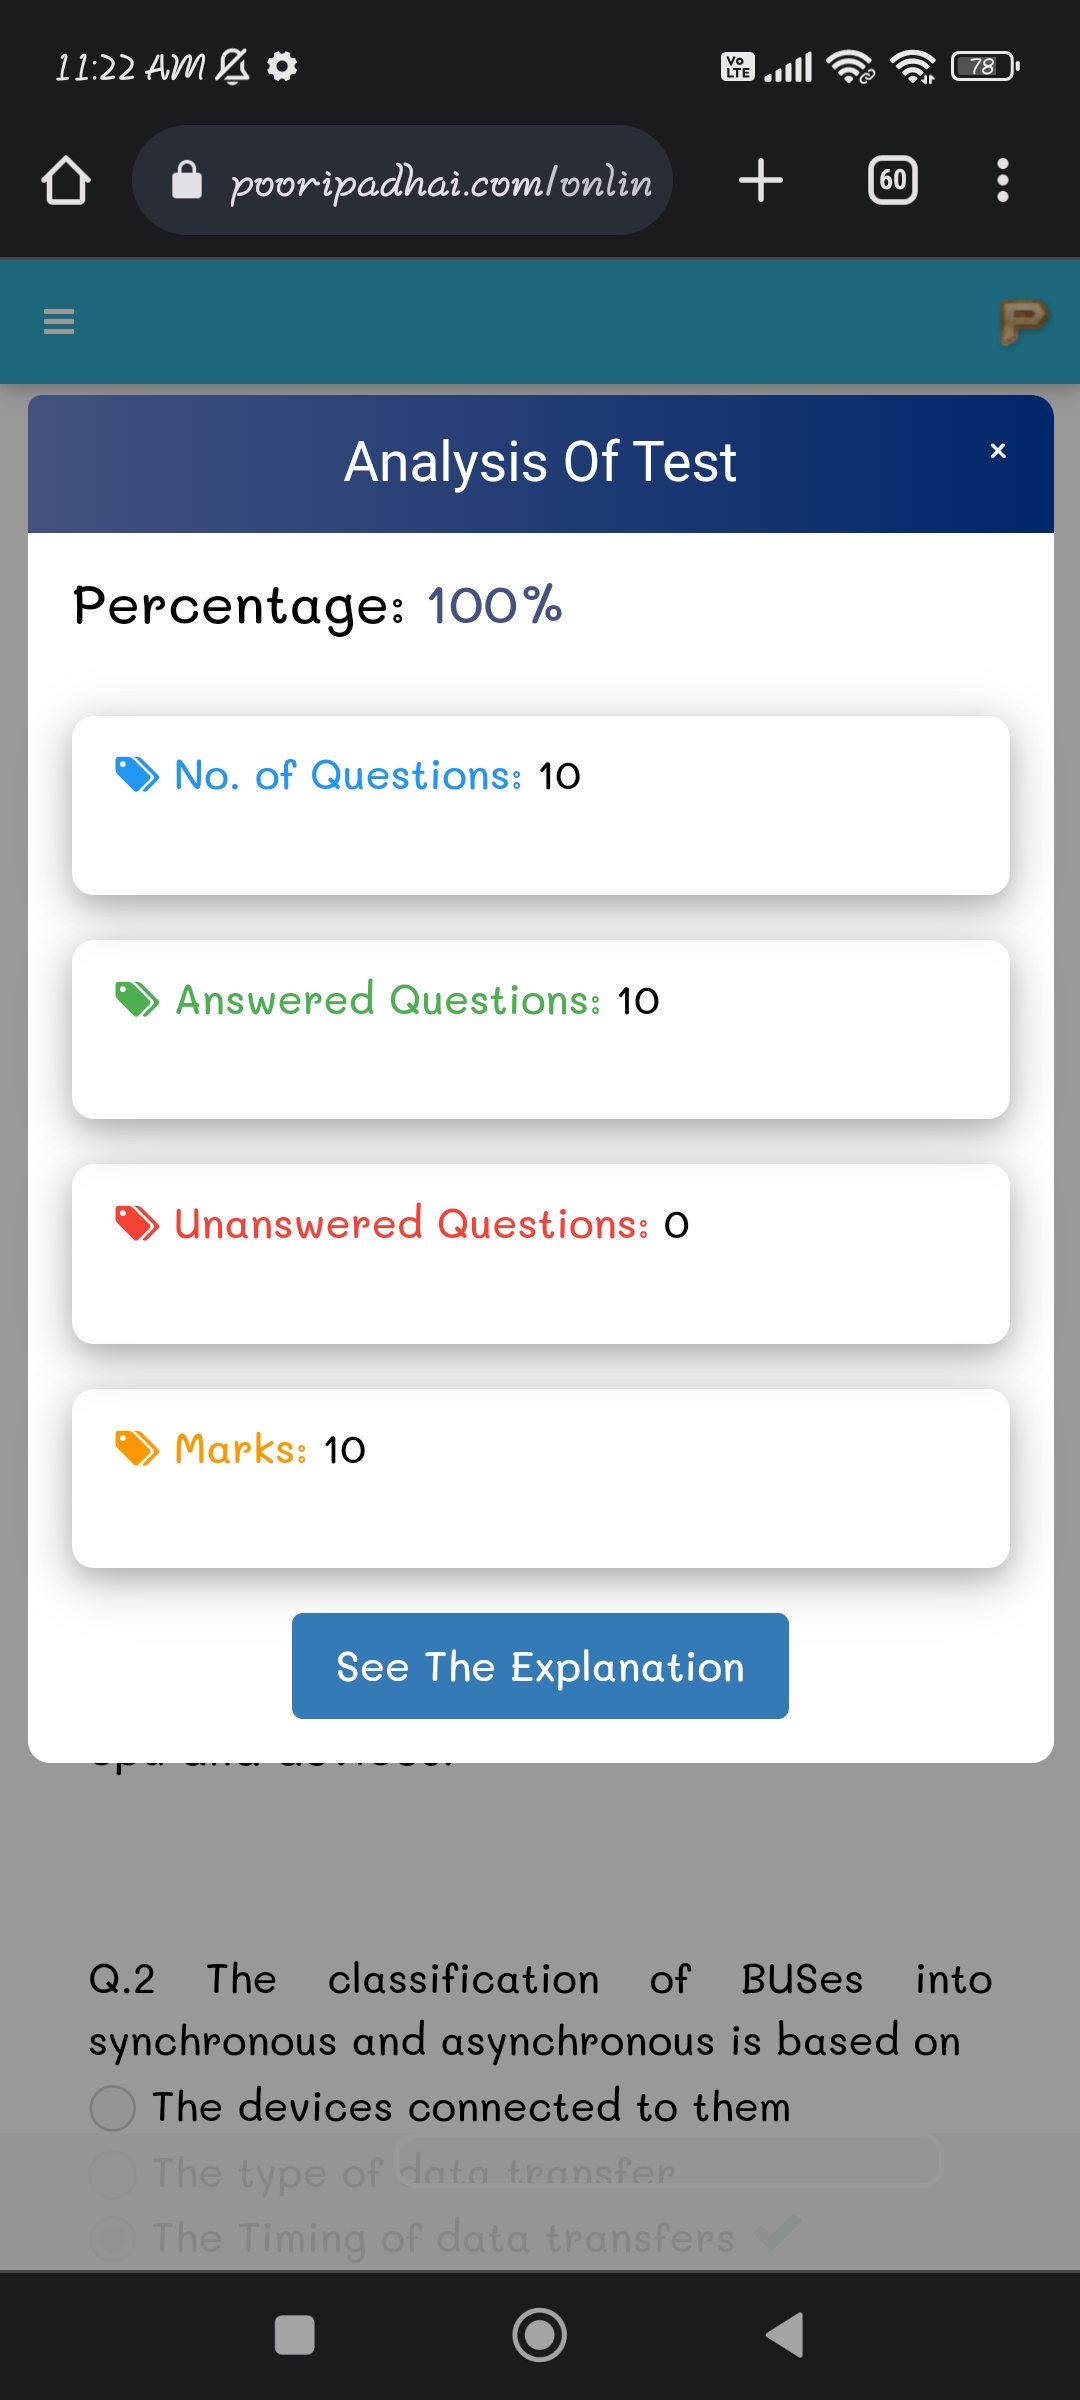 11:22 AM
Vo LTE
78
pooripadhai.com/onlin
60
P
Analysis Of Test
×
Percentage: 100%
No. of Questions: 10
Answered Questions: 10
Unanswered Questions: 0
Marks: 10
See The Explanation
cpu and devices.
Q.2 The classification of BUSes into
synchronous and asynchronous is based on
The devices connected to them
The type of data transfer
The Timing of data transfers